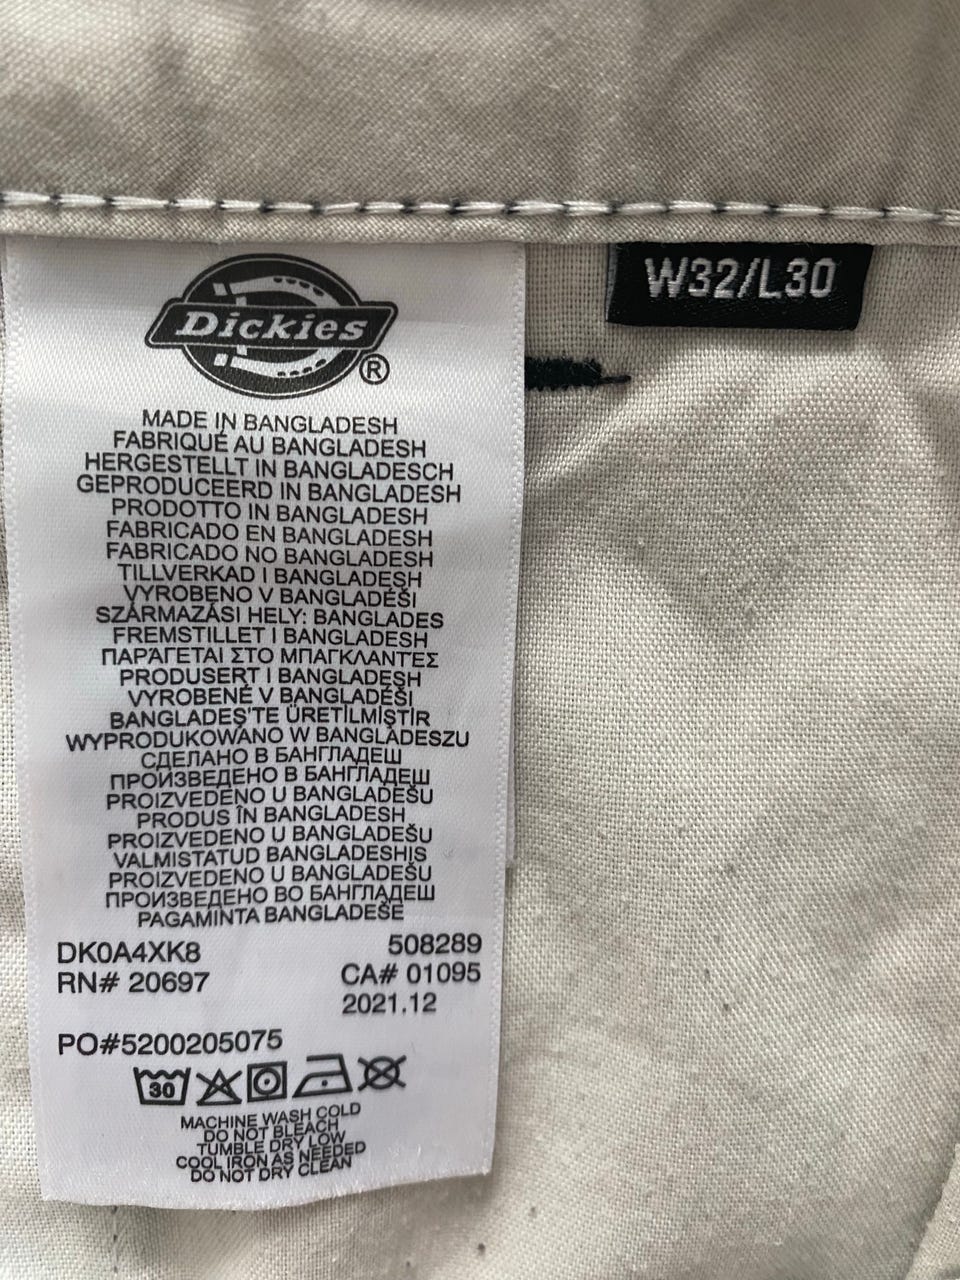 Dickies®
W32/L30
MADE IN BANGLADESH
FABRIQUÉ AU BANGLADESH
HERGESTELLT IN BANGLADESCH
GEPRODUCEERD IN BANGLADESH
PRODOTTO IN BANGLADESH
FABRICADO EN BANGLADESH
FABRICADO NO BANGLADESH
TILLVERKAD I BANGLADESH
VYROBENO V BANGLADÉŠI
SZÁRMAZÁSI HELY: BANGLADES
FREMSTILLET I BANGLADESH
ΠΑΡΆΓΕΤΑΙ ΣΤΟ ΜΠΑΓΚΛΑΝΤΈΣ
PRODUSERT I BANGLADESH
VYROBENÉ V BANGLADÉŠI
BANGLADEŞ'TE ÜRETİLMİŞTİR
WYPRODUKOWANO W BANGLADESZU
СДЕЛАНО В БАНГЛАДЕШ
ПРОИЗВЕДЕНО В БАНГЛАДЕШ
PROIZVEDENO U BANGLADEŠU
PRODUS ÎN BANGLADESH
PROIZVEDENO U BANGLADEŠU
VALMISTATUD BANGLADESHIS
PROIZVEDENO U BANGLADEŠU
ПРОИЗВЕДЕНО ВО БАНГЛАДЕШ
PAGAMINTA BANGLADEŠE
DK0A4XK8 508289
RN# 20697 CA# 01095
2021.12
PO#5200205075
30
MACHINE WASH COLD
DO NOT BLEACH
TUMBLE DRY LOW
COOL IRON AS NEEDED
DO NOT DRY CLEAN